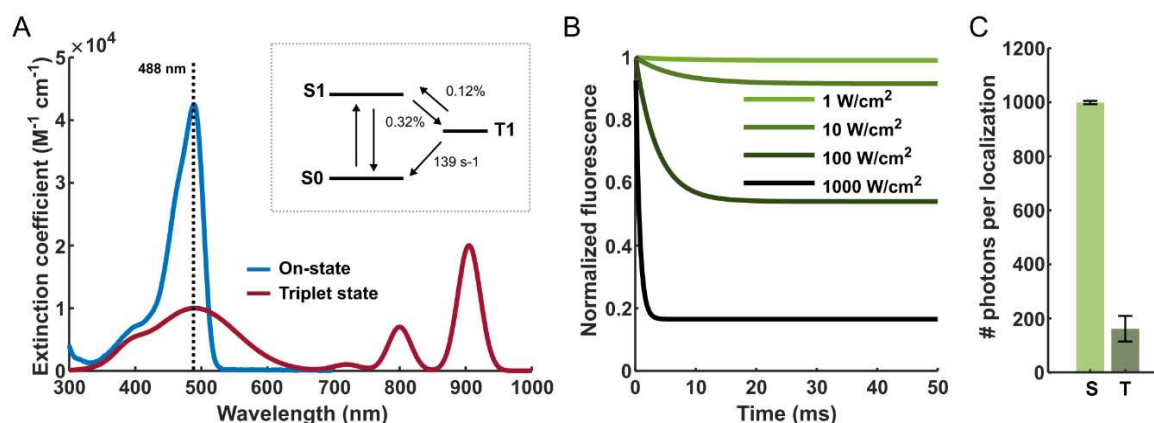 A
×10⁴
5
4
3
2
1
0
Extinction coefficient (M⁻¹ cm⁻¹)
300 400 500 600 700 800 900 1000
Wavelength (nm)
488 nm
S1
0.12%
0.32%
T1
139 s-1
S0
On-state
Triplet state
B
1
0.8
0.6
0.4
0.2
0
Normalized fluorescence
0 10 20 30 40 50
Time (ms)
1 W/cm²
10 W/cm²
100 W/cm²
1000 W/cm²
C
1200
1000
800
600
400
200
0
# photons per localization
S T